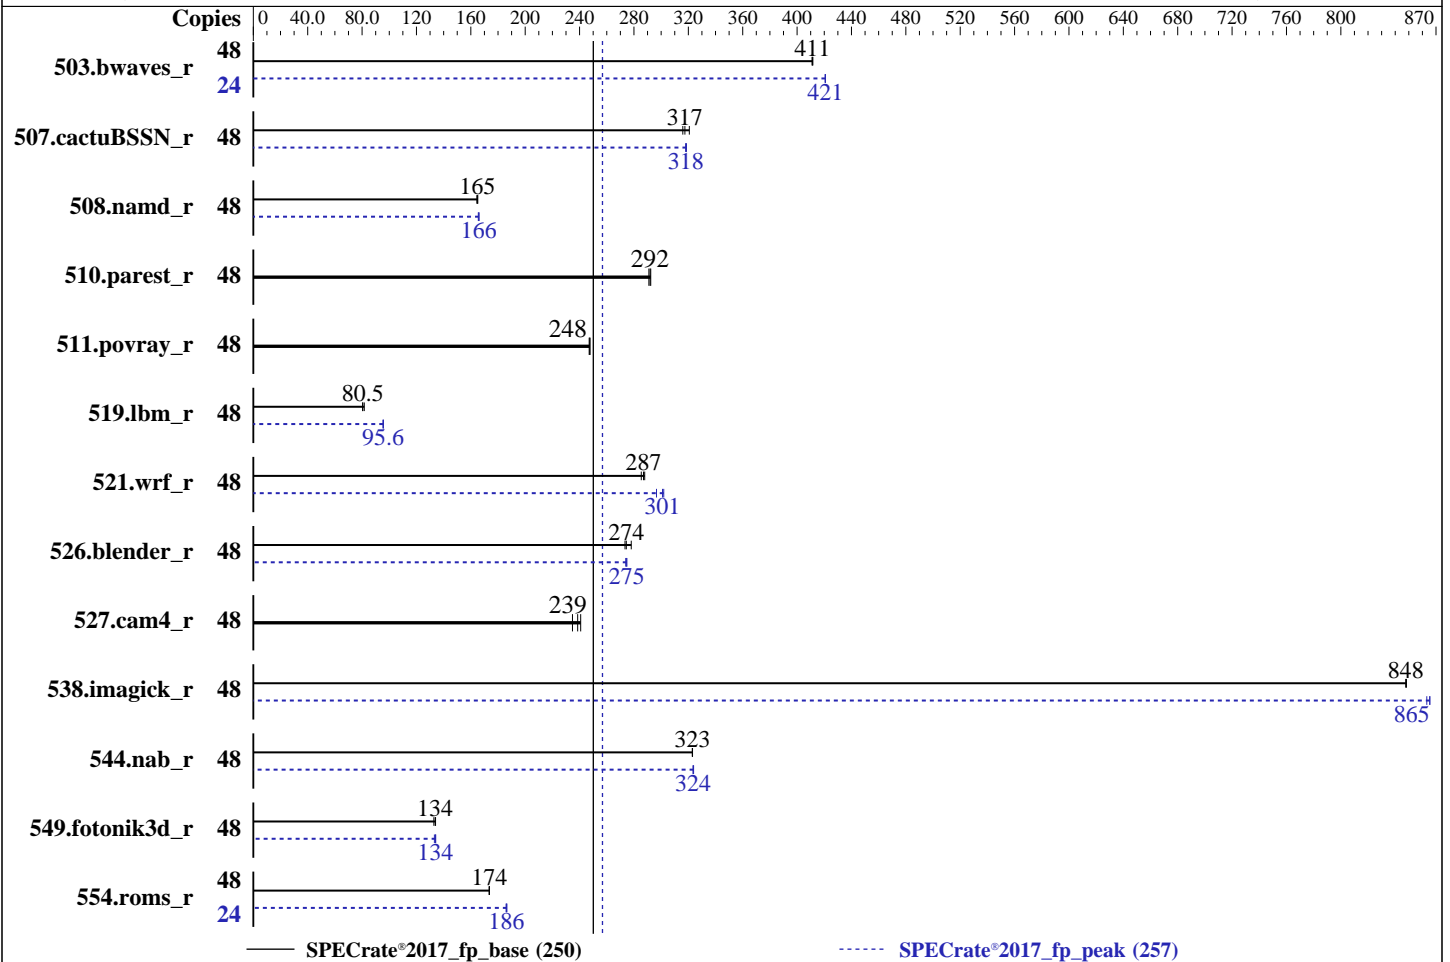 Copies 0 40.0 80.0 120 160 200 240 280 320 360 400 440 480 520 560 600 640 680 720 760 800 870
503.bwaves_r 48 411
24 421
507.cactuBSSN_r 48 317
318
508.namd_r 48 165
166
510.parest_r 48 292
511.povray_r 48 248
519.lbm_r 48 80.5
95.6
521.wrf_r 48 287
301
526.blender_r 48 274
275
527.cam4_r 48 239
538.imagick_r 48 848
865
544.nab_r 48 323
324
549.fotonik3d_r 48 134
134
554.roms_r 48 174
24 186
SPECrate®2017_fp_base (250) SPECrate®2017_fp_peak (257)